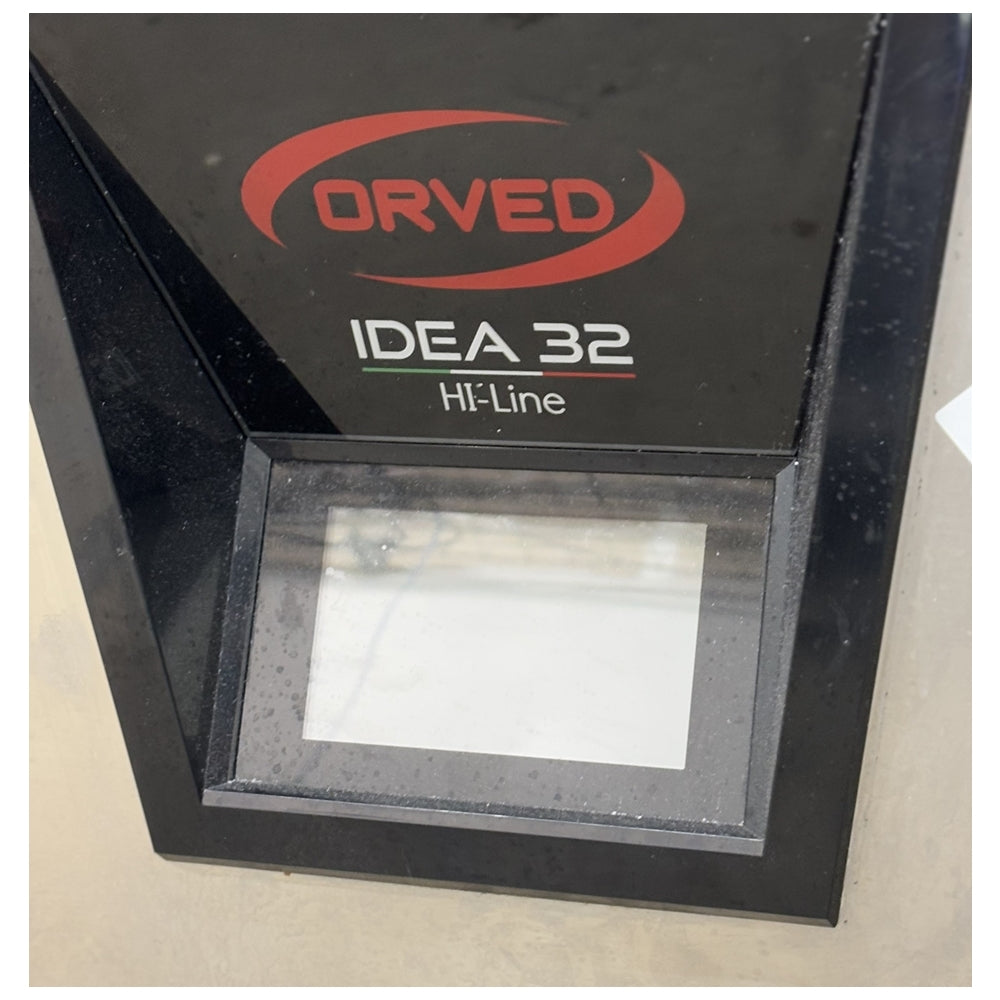 ORVED
IDEA 32
HI-Line